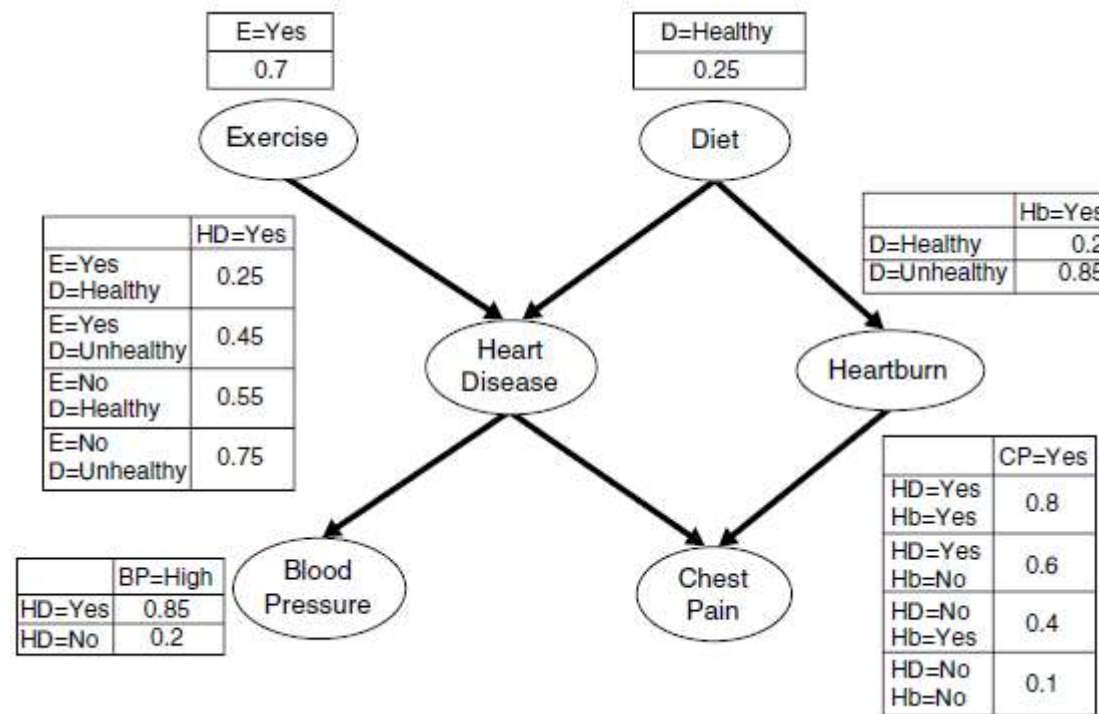 E=Yes
0.7
D=Healthy
0.25
Exercise
Diet
HD=Yes
E=Yes
D=Healthy
0.25
E=Yes
D=Unhealthy
0.45
E=No
D=Healthy
0.55
E=No
D=Unhealthy
0.75
Hb=Yes
D=Healthy
0.2
D=Unhealthy
0.85
Heart
Disease
Heartburn
CP=Yes
HD=Yes
Hb=Yes
0.8
HD=Yes
Hb=No
0.6
HD=No
Hb=Yes
0.4
HD=No
Hb=No
0.1
BP=High
HD=Yes
0.85
HD=No
0.2
Blood
Pressure
Chest
Pain